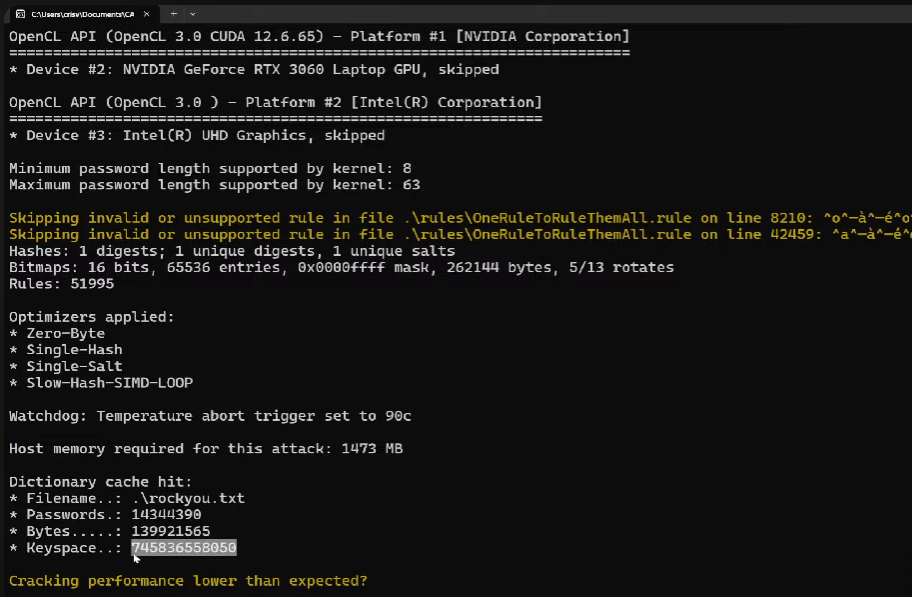 C:\Users\crisv\Documents\CA
OpenCL API (OpenCL 3.0 CUDA 12.6.65) - Platform #1 [NVIDIA Corporation]
=======================================================================
* Device #2: NVIDIA GeForce RTX 3060 Laptop GPU, skipped
OpenCL API (OpenCL 3.0 ) - Platform #2 [Intel(R) Corporation]
=============================================================
* Device #3: Intel(R) UHD Graphics, skipped
Minimum password length supported by kernel: 8
Maximum password length supported by kernel: 63
Skipping invalid or unsupported rule in file .\rules\OneRuleToRuleThemAll.rule on line 8210: ^o^—à^—é^o
Skipping invalid or unsupported rule in file .\rules\OneRuleToRuleThemAll.rule on line 42459: ^a^—à^—é^
Hashes: 1 digests; 1 unique digests, 1 unique salts
Bitmaps: 16 bits, 65536 entries, 0x0000ffff mask, 262144 bytes, 5/13 rotates
Rules: 51995
Optimizers applied:
* Zero-Byte
* Single-Hash
* Single-Salt
* Slow-Hash-SIMD-LOOP
Watchdog: Temperature abort trigger set to 90c
Host memory required for this attack: 1473 MB
Dictionary cache hit:
* Filename..: .\rockyou.txt
* Passwords.: 14344390
* Bytes.....: 139921565
* Keyspace..: 745836558050
Cracking performance lower than expected?